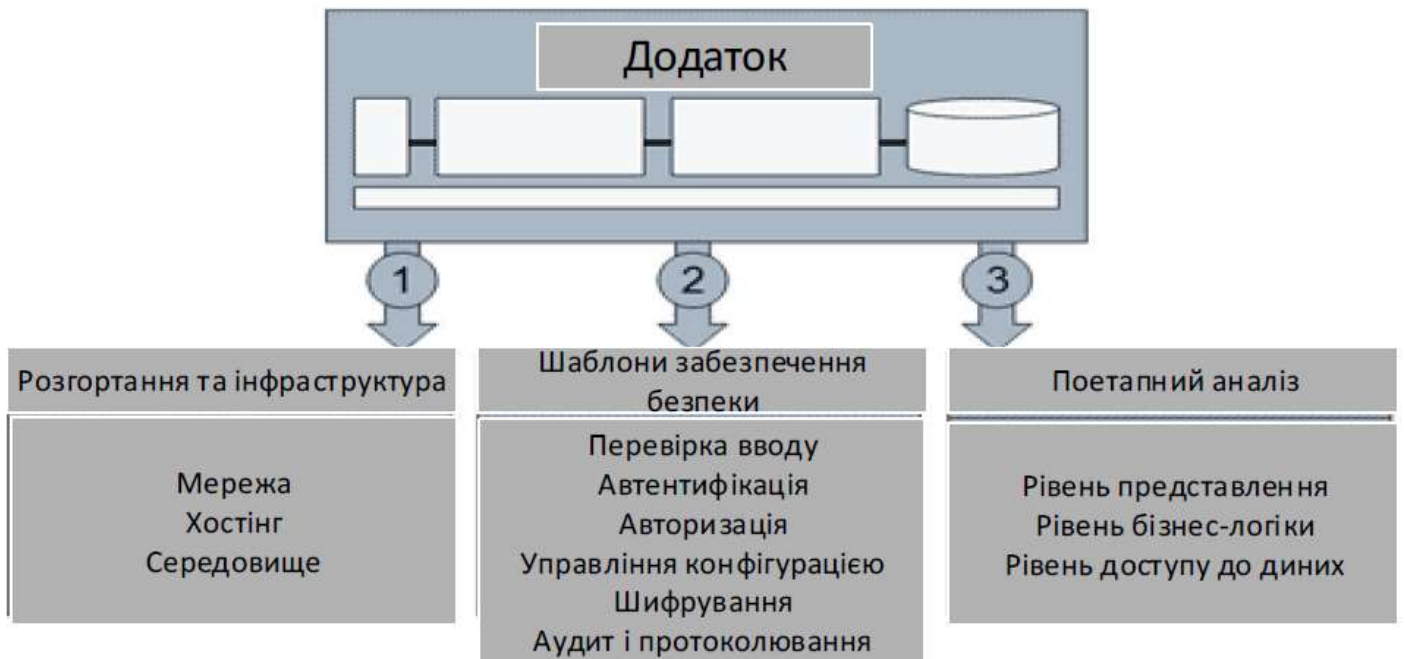 Додаток
1
2
3
Розгортання та інфраструктура
Мережа
Хостінг
Середовище
Шаблони забезпечення
безпеки
Перевірка вводу
Автентифікація
Авторизація
Управління конфігурацією
Шифрування
Аудит і протоколювання
Поетапний аналіз
Рівень представлення
Рівень бізнес-логіки
Рівень доступу до диних